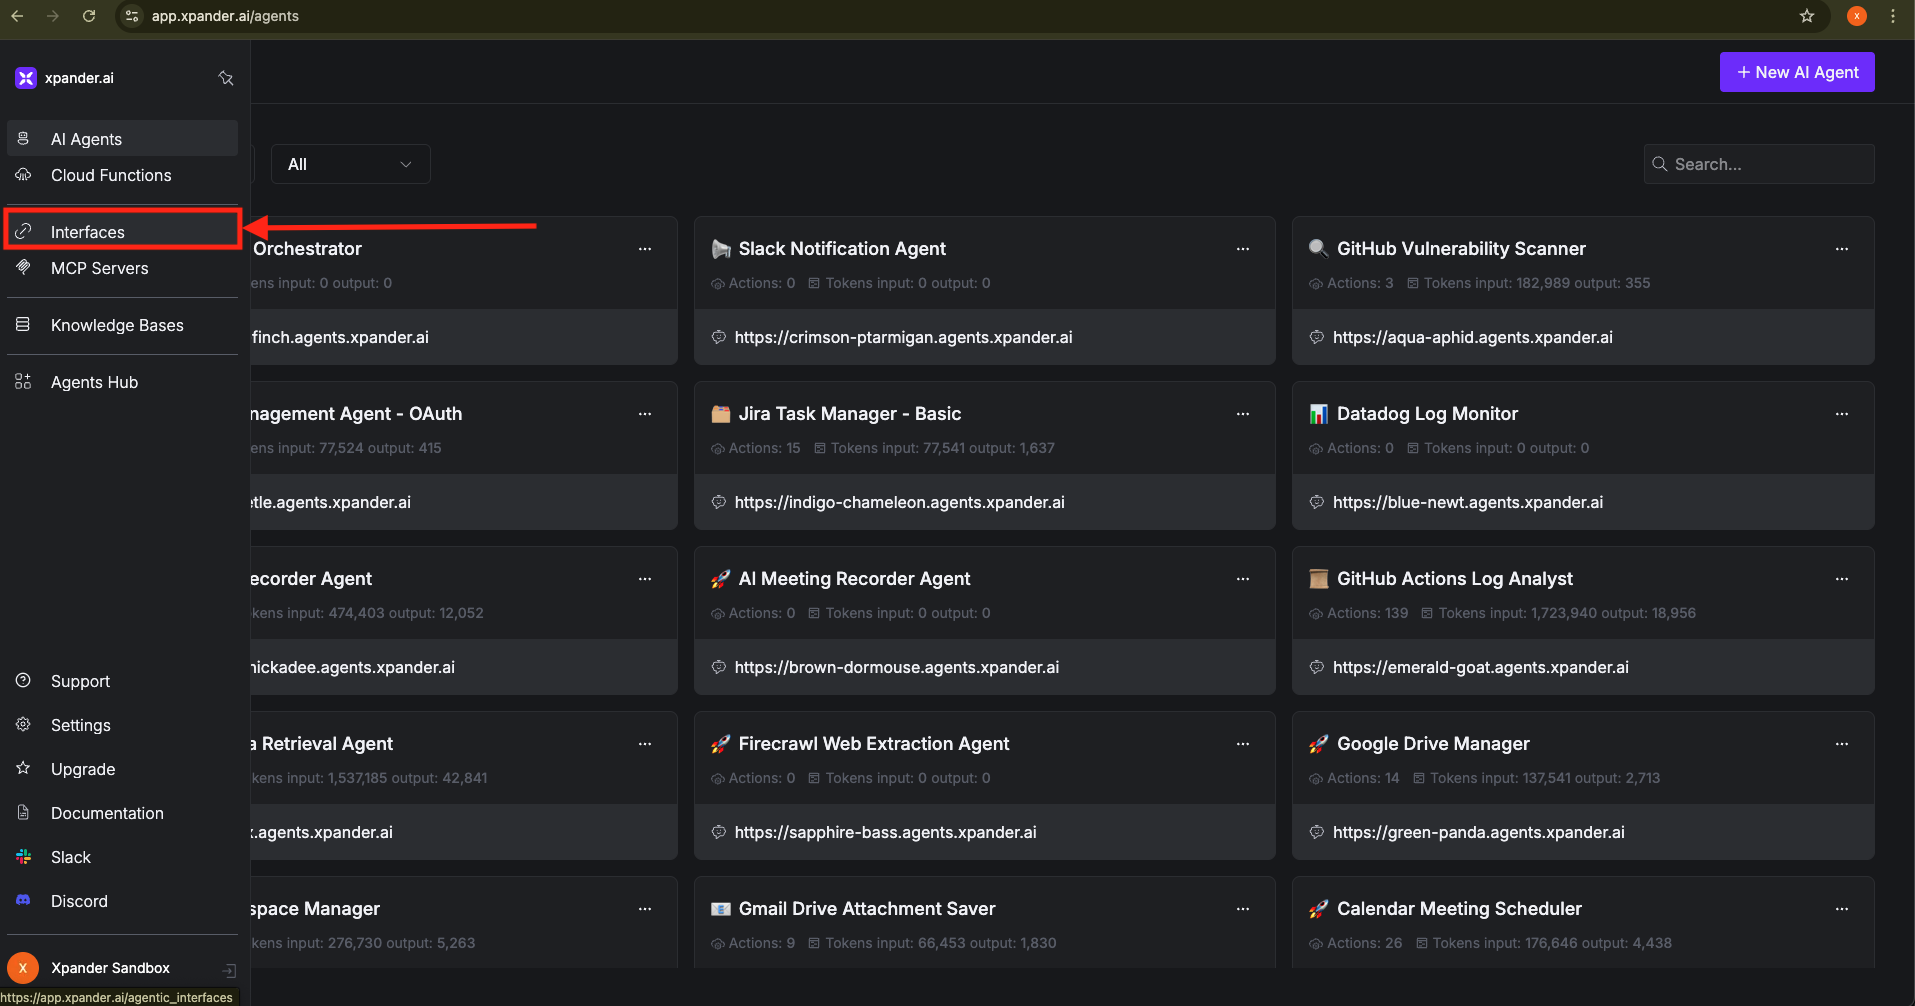 app.xpander.ai/agents
X
xpander.ai
+ New AI Agent
AI Agents
Cloud Functions
Interfaces
MCP Servers
Knowledge Bases
Agents Hub
Support
Settings
Upgrade
Documentation
Slack
Discord
X
Xpander Sandbox
https://app.xpander.ai/agentic_interfaces
All
Search...
Orchestrator
input: 0 output: 0
finch.agents.xpander.ai
Slack Notification Agent
Actions: 0 Tokens input: 0 output: 0
https://crimson-ptarmigan.agents.xpander.ai
GitHub Vulnerability Scanner
Actions: 3 Tokens input: 182,989 output: 355
https://aqua-aphid.agents.xpander.ai
nagement Agent - OAuth
ens input: 77,524 output: 415
etle.agents.xpander.ai
Jira Task Manager - Basic
Actions: 15 Tokens input: 77,541 output: 1,637
https://indigo-chameleon.agents.xpander.ai
Datadog Log Monitor
Actions: 0 Tokens input: 0 output: 0
https://blue-newt.agents.xpander.ai
ecorder Agent
kens input: 474,403 output: 12,052
hickadee.agents.xpander.ai
AI Meeting Recorder Agent
Actions: 0 Tokens input: 0 output: 0
https://brown-dormouse.agents.xpander.ai
GitHub Actions Log Analyst
Actions: 139 Tokens input: 1,723,940 output: 18,956
https://emerald-goat.agents.xpander.ai
a Retrieval Agent
kens input: 1,537,185 output: 42,841
x.agents.xpander.ai
Firecrawl Web Extraction Agent
Actions: 0 Tokens input: 0 output: 0
https://sapphire-bass.agents.xpander.ai
Google Drive Manager
Actions: 14 Tokens input: 137,541 output: 2,713
https://green-panda.agents.xpander.ai
space Manager
kens input: 276,730 output: 5,263
Gmail Drive Attachment Saver
Actions: 9 Tokens input: 66,453 output: 1,830
Calendar Meeting Scheduler
Actions: 26 Tokens input: 176,646 output: 4,438